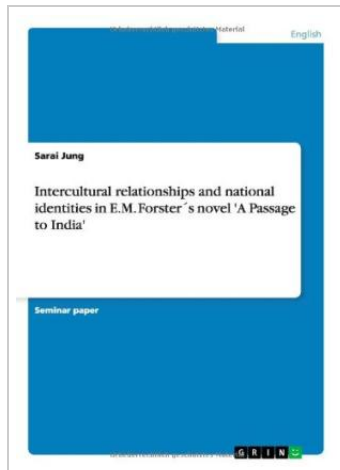 English
Sarai Jung
Intercultural relationships and national
identities in E.M. Forster´s novel 'A Passage
to India'
Seminar paper
GRIN